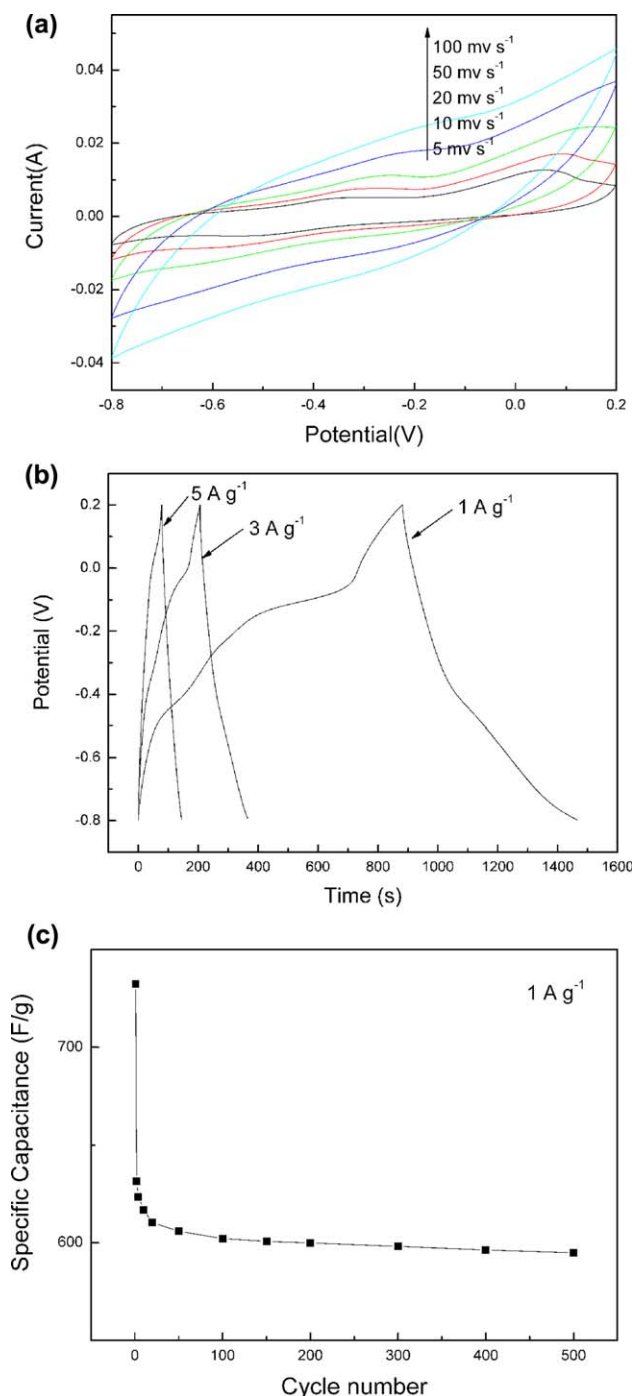 (a)
100 mv s⁻¹
50 mv s⁻¹
20 mv s⁻¹
10 mv s⁻¹
5 mv s⁻¹
0.04
0.02
0.00
-0.02
-0.04
Current(A)
-0.8 -0.6 -0.4 -0.2 0.0 0.2
Potential(V)
(b)
5 A g⁻¹
3 A g⁻¹
1 A g⁻¹
0.2
0.0
-0.2
-0.4
-0.6
-0.8
Potential (V)
0 200 400 600 800 1000 1200 1400 1600
Time (s)
(c)
1 A g⁻¹
700
600
Specific Capacitance (F/g)
0 100 200 300 400 500
Cycle number